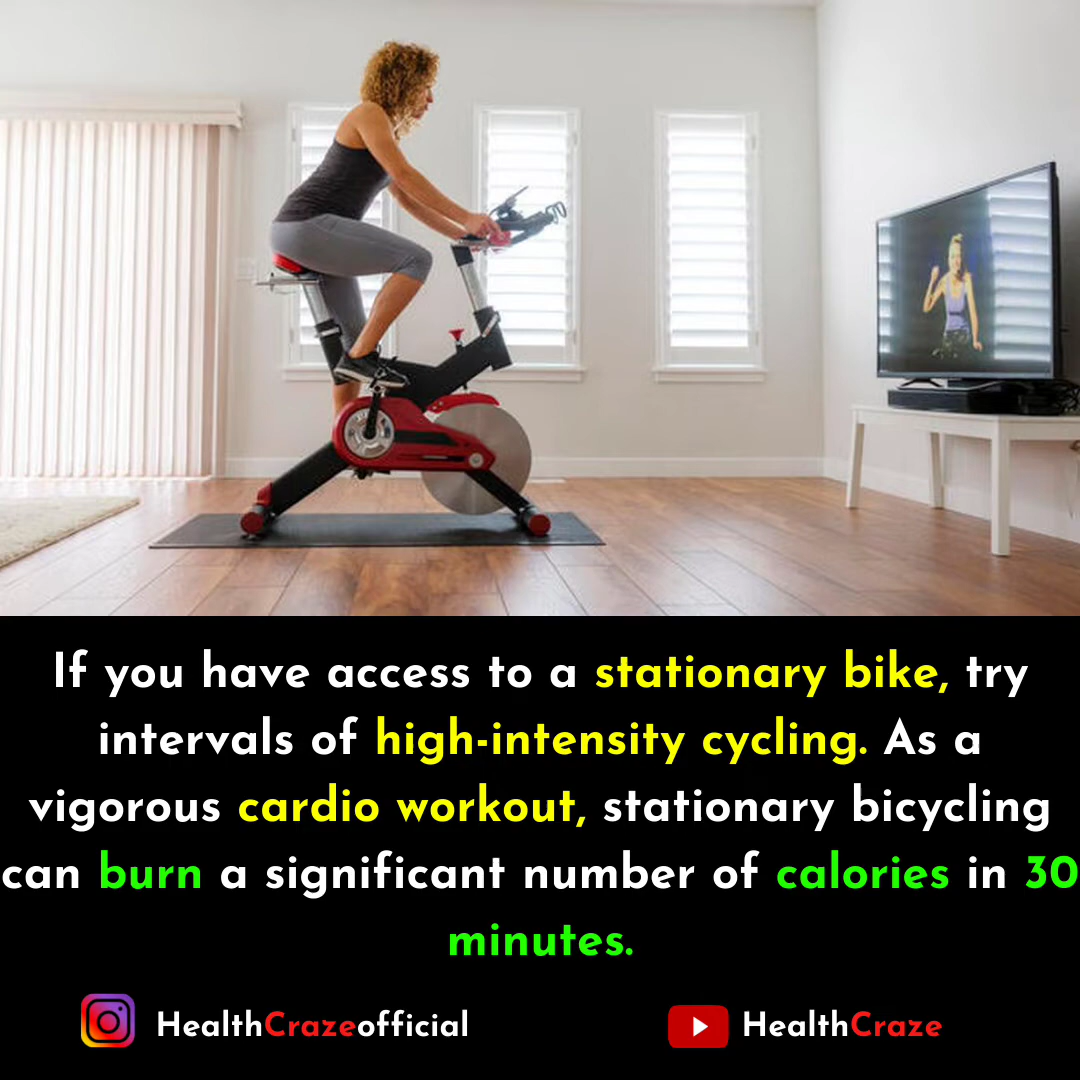 If you have access to a stationary bike, try
intervals of high-intensity cycling. As a
vigorous cardio workout, stationary bicycling
can burn a significant number of calories in 30
minutes.
HealthCrazeofficial
HealthCraze